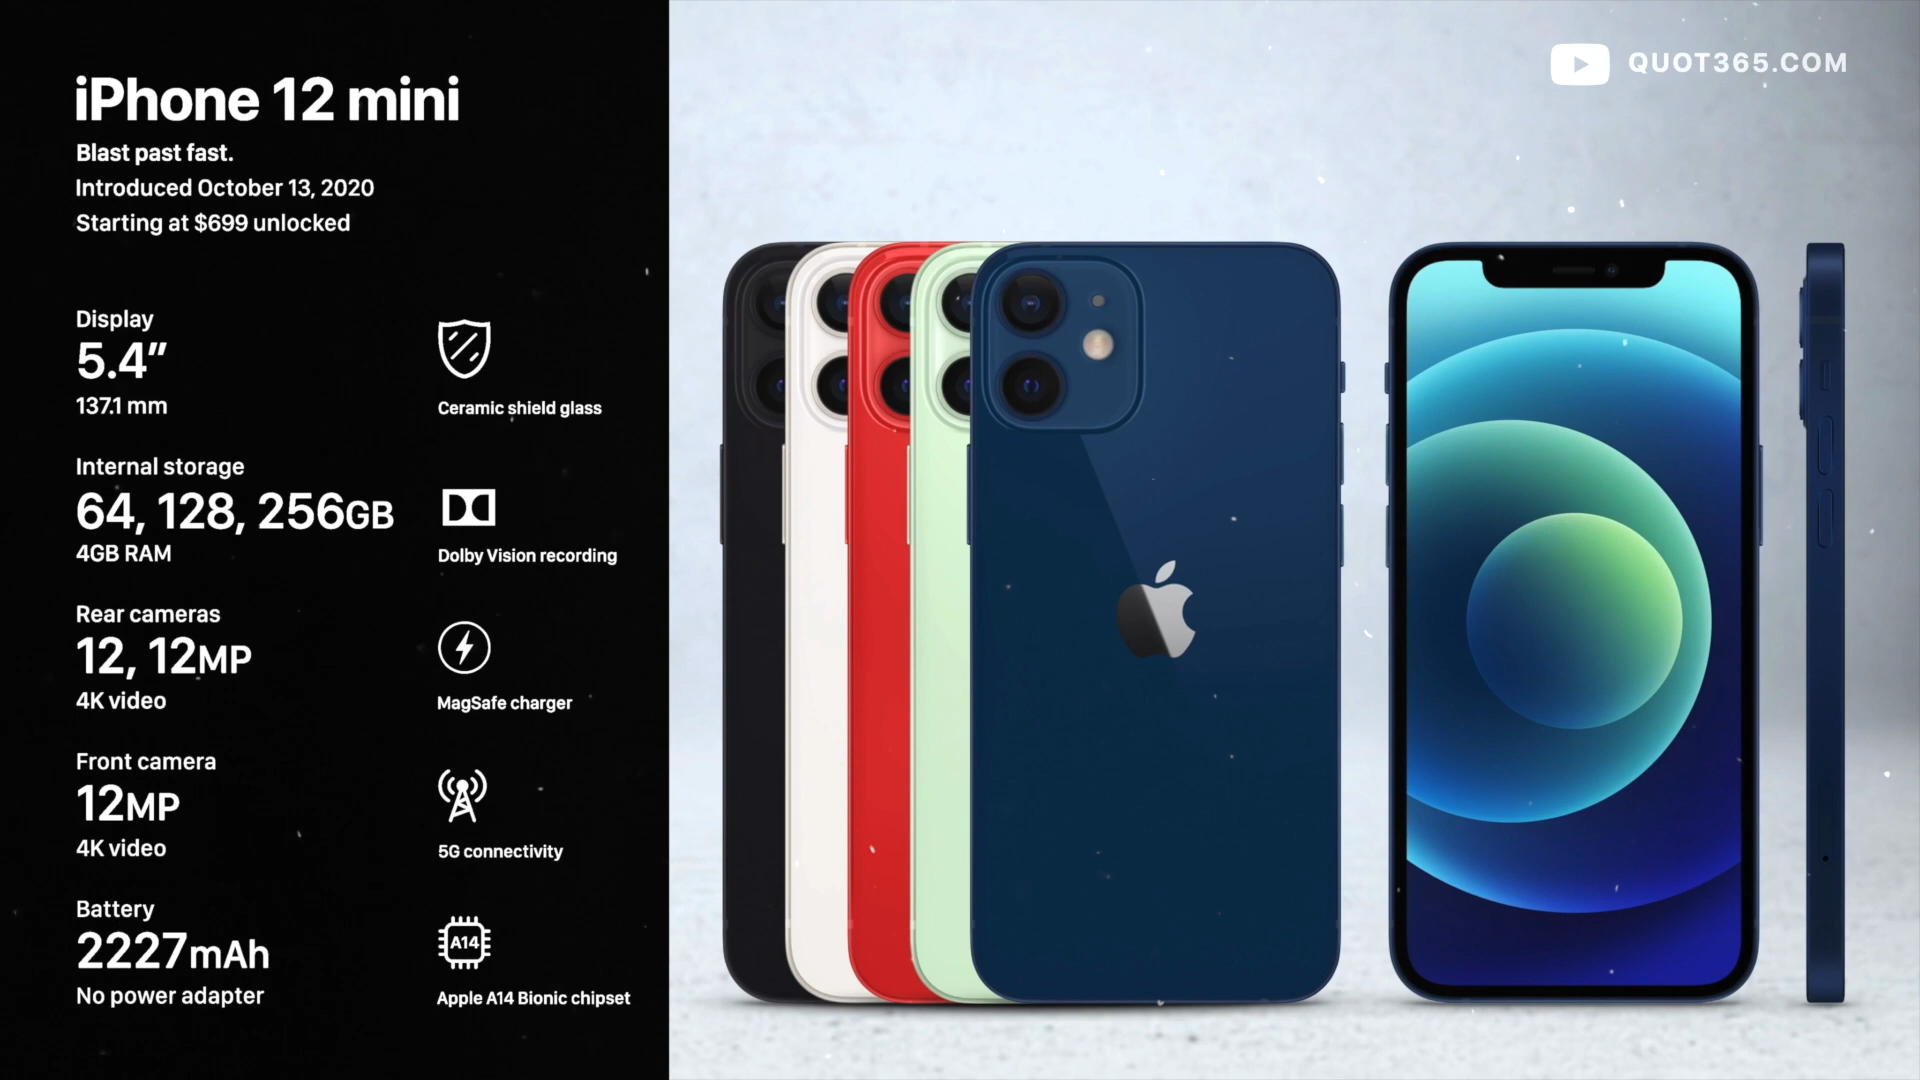 iPhone 12 mini
Blast past fast.
Introduced October 13, 2020
Starting at $699 unlocked
Display
5.4”
137.1 mm
Internal storage
64, 128, 256GB
4GB RAM
Rear cameras
12, 12MP
4K video
Front camera
12MP
4K video
Battery
2227mAh
No power adapter
Ceramic shield glass
Dolby Vision recording
MagSafe charger
5G connectivity
A14
Apple A14 Bionic chipset
QUOT365.COM